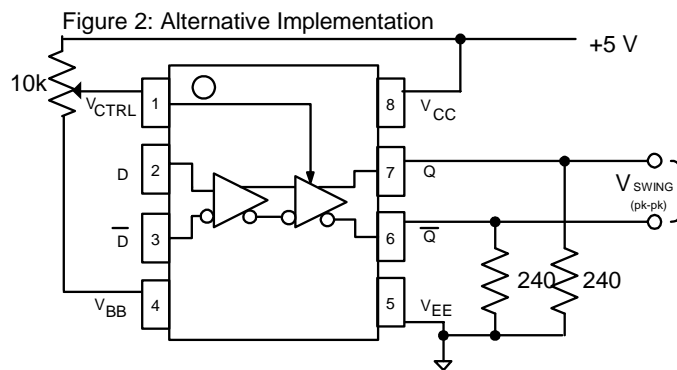 Figure 2: Alternative Implementation
+5 V
10k
VCTRL
1
8
VCC
D
2
7
Q
VSWING
(pk-pk)
D̅
3
6
Q̅
240
240
VBB
4
VEE
5